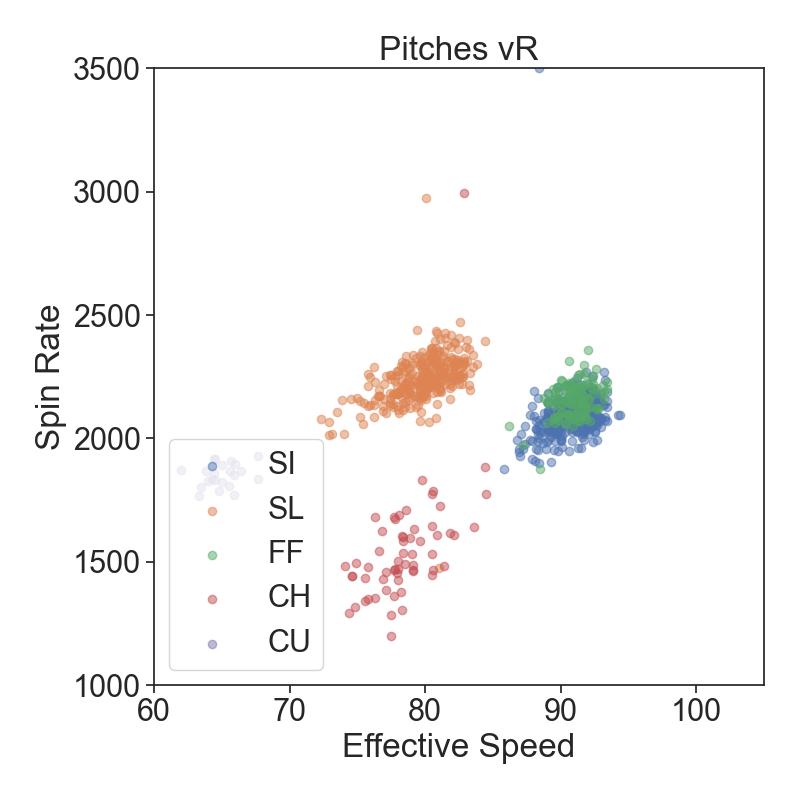 Pitches vR
3500
3000
2500
2000
1500
1000
Spin Rate
SI
SL
FF
CH
CU
60 70 80 90 100
Effective Speed